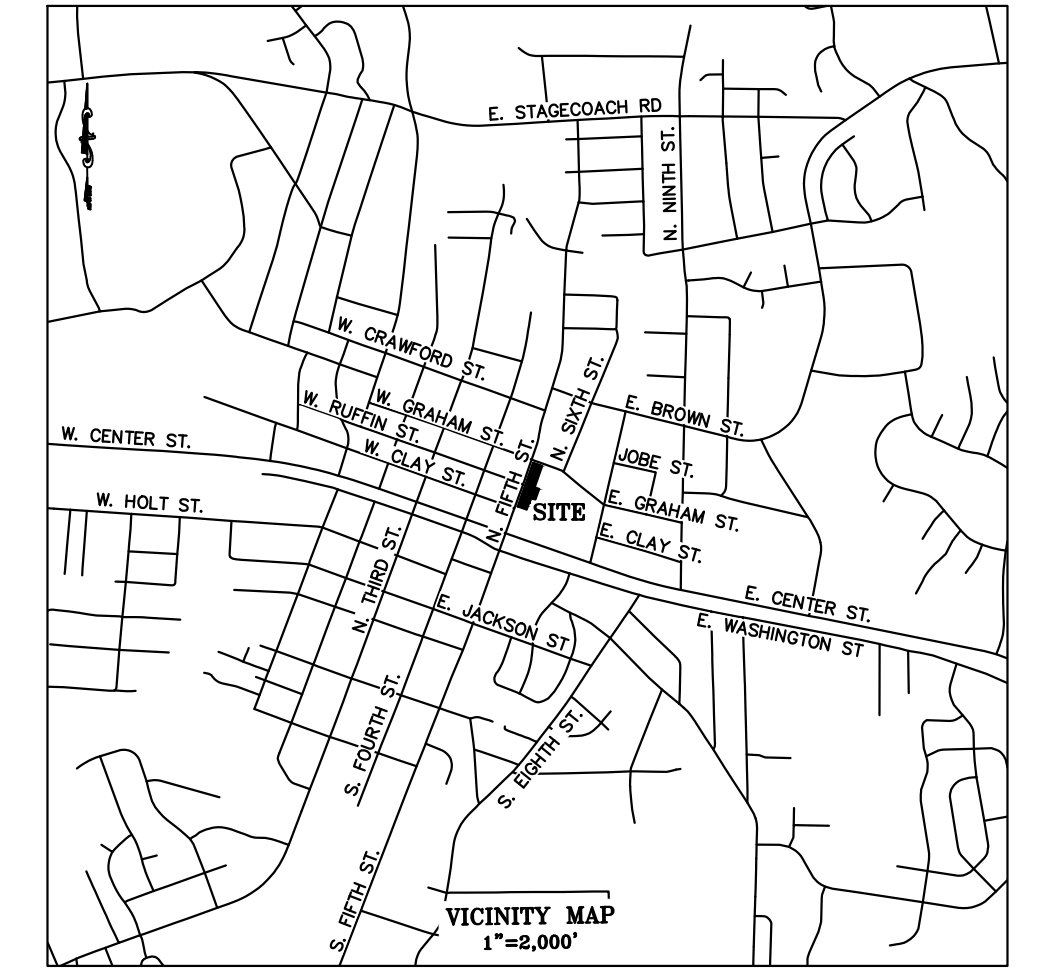 E. STAGECOACH RD
N. NINTH ST.
W. CRAWFORD ST.
W. GRAHAM ST.
W. RUFFIN ST.
W. CLAY ST.
N. FIFTH ST.
N. SIXTH ST.
E. BROWN ST.
W. CENTER ST.
JOBE ST.
W. HOLT ST.
E. GRAHAM ST.
SITE
E. CLAY ST.
N. THIRD ST.
E. JACKSON ST
E. CENTER ST.
E. WASHINGTON ST
S. FOURTH ST.
S. EIGHTH ST.
S. FIFTH ST.
VICINITY MAP
1"=2,000'